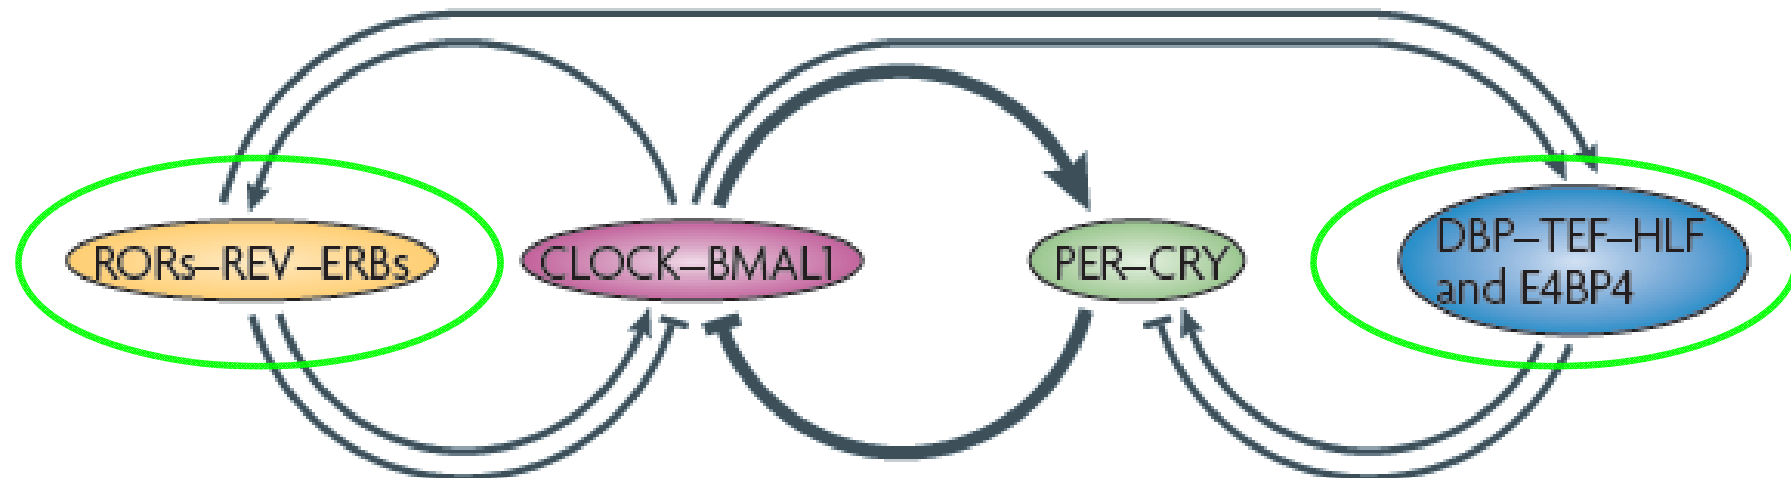 RORs–REV–ERBs
CLOCK–BMAL1
PER–CRY
DBP–TEF–HLF
and E4BP4